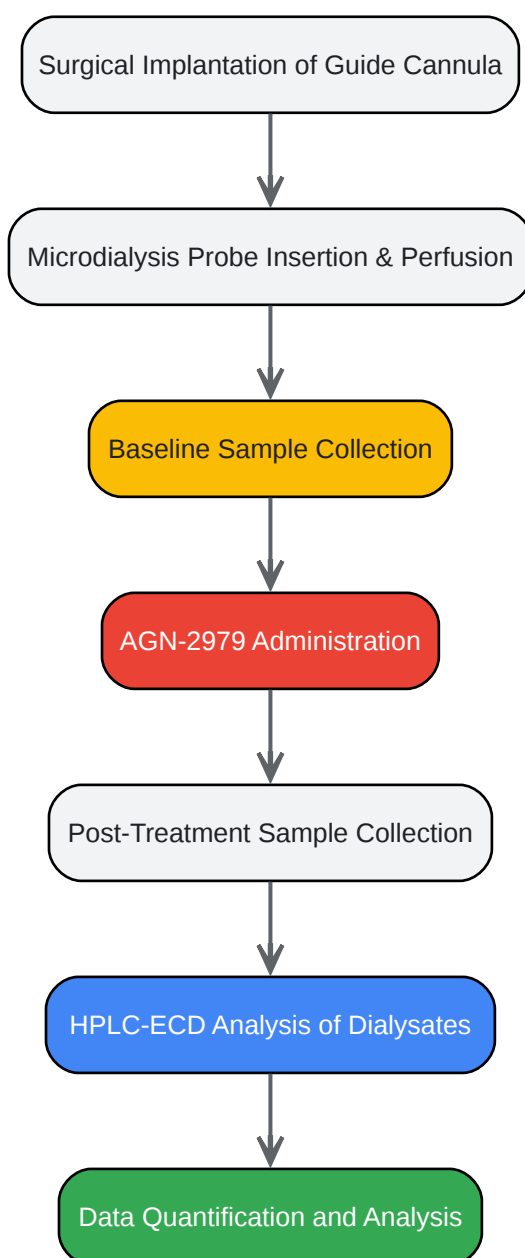 Surgical Implantation of Guide Cannula
Microdialysis Probe Insertion & Perfusion
Baseline Sample Collection
AGN-2979 Administration
Post-Treatment Sample Collection
HPLC-ECD Analysis of Dialysates
Data Quantification and Analysis